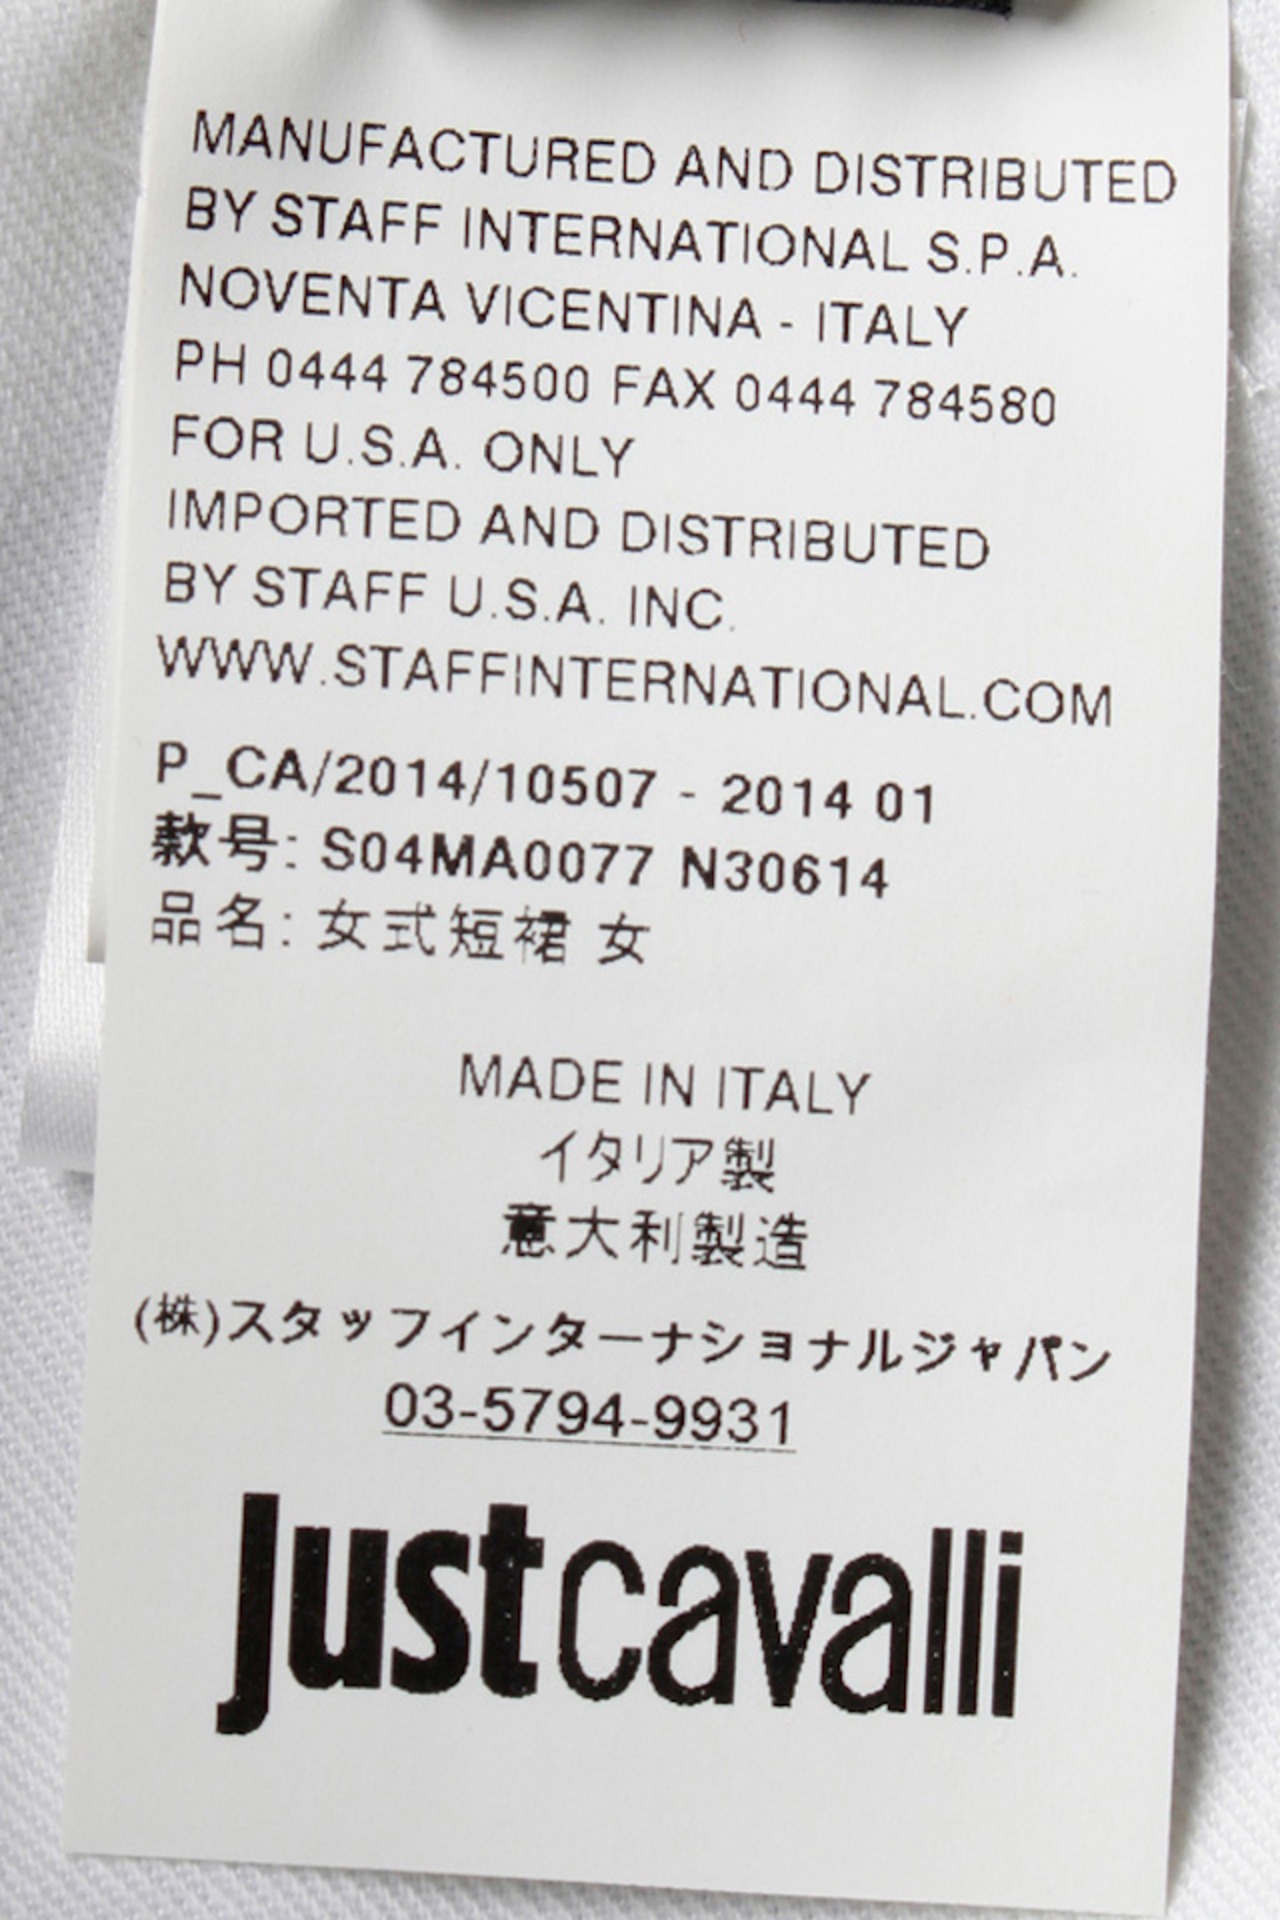 MANUFACTURED AND DISTRIBUTED
BY STAFF INTERNATIONAL S.P.A.
NOVENTA VICENTINA - ITALY
PH 0444 784500 FAX 0444 784580
FOR U.S.A. ONLY
IMPORTED AND DISTRIBUTED
BY STAFF U.S.A. INC.
WWW.STAFFINTERNATIONAL.COM
P_CA/2014/10507 - 2014 01
款号: S04MA0077 N30614
品名: 女式短裙 女
MADE IN ITALY
イタリア製
意大利製造
(株)スタッフインターナショナルジャパン
03-5794-9931
justcavalli